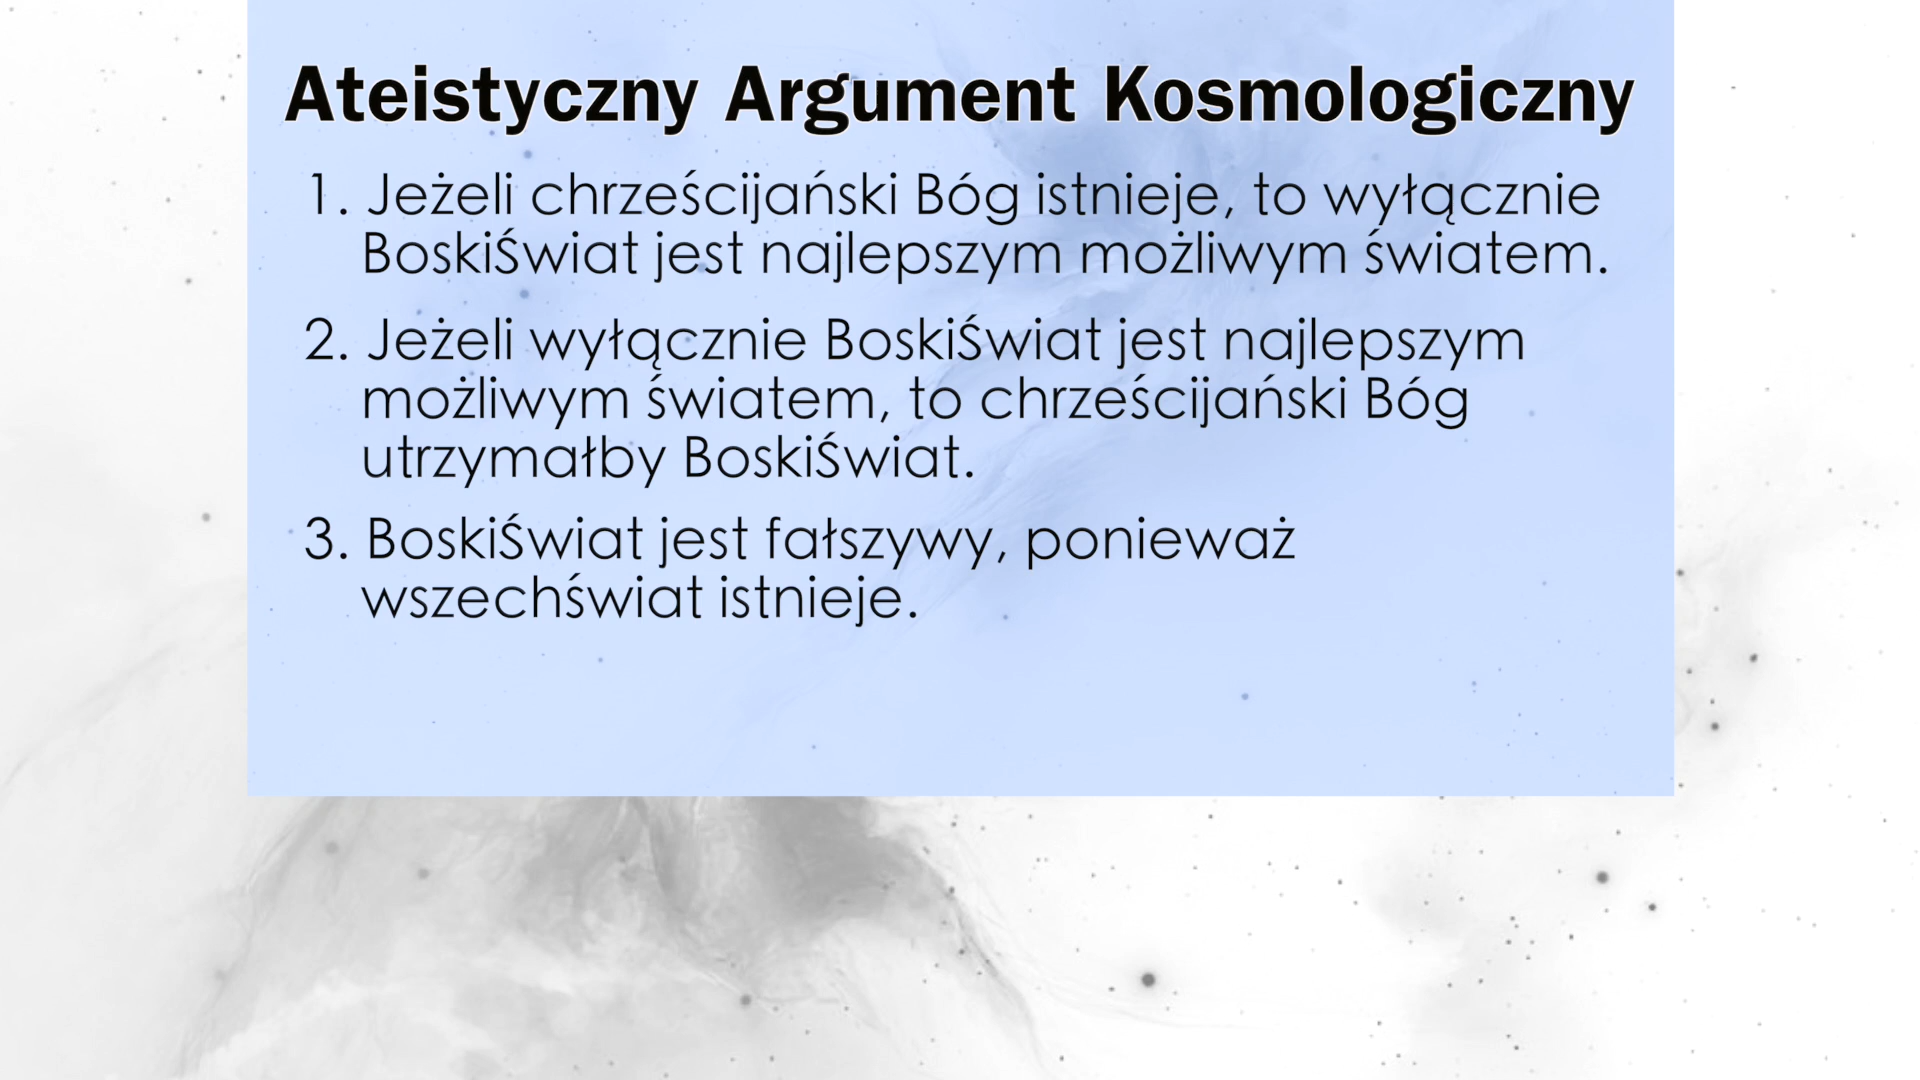 Ateistyczny Argument Kosmologiczny
1. Jeżeli chrześcijański Bóg istnieje, to wyłącznie
BoskiŚwiat jest najlepszym możliwym światem.
2. Jeżeli wyłącznie BoskiŚwiat jest najlepszym
możliwym światem, to chrześcijański Bóg
utrzymałby BoskiŚwiat.
3. BoskiŚwiat jest fałszywy, ponieważ
wszechświat istnieje.